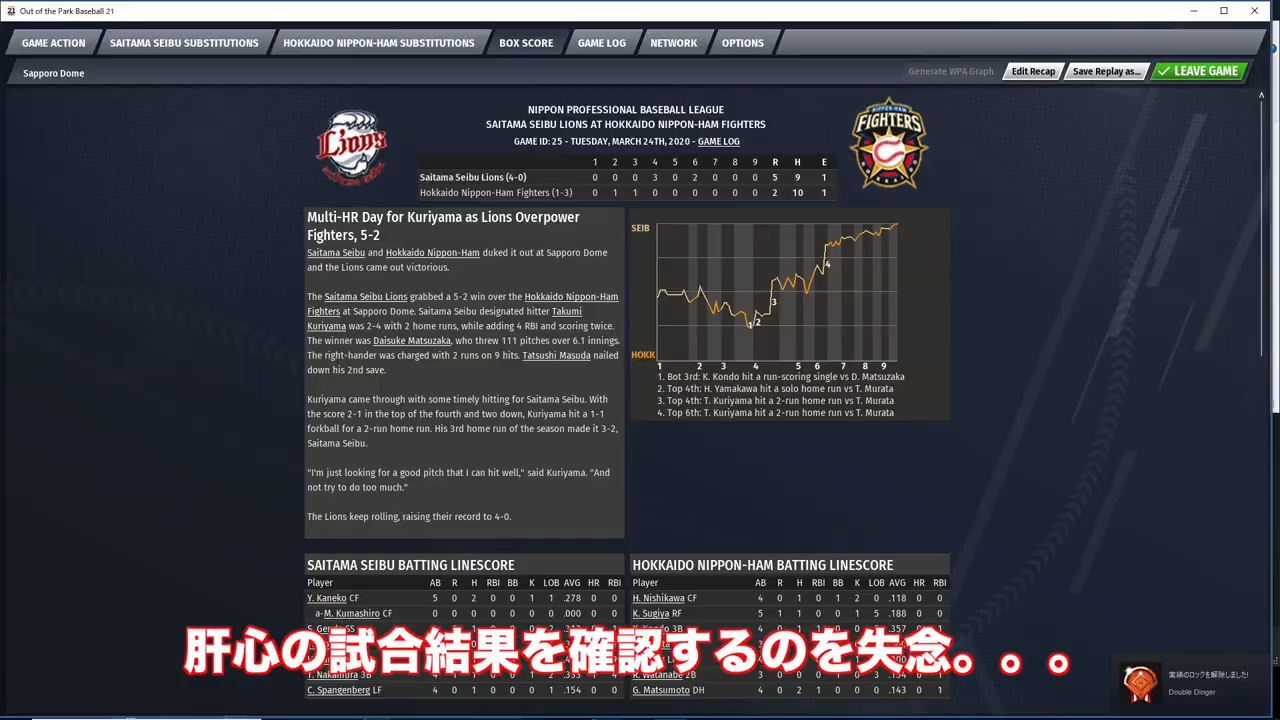 Out of the Park Baseball 21
GAME ACTION
SAITAMA SEIBU SUBSTITUTIONS
HOKKAIDO NIPPON-HAM SUBSTITUTIONS
BOX SCORE
GAME LOG
NETWORK
OPTIONS
Sapporo Dome
Generate WPA Graph
Edit Recap
Save Replay as...
LEAVE GAME
Lions
NIPPON PROFESSIONAL BASEBALL LEAGUE
SAITAMA SEIBU LIONS AT HOKKAIDO NIPPON-HAM FIGHTERS
GAME ID: 25 - TUESDAY, MARCH 24TH, 2020 - GAME LOG
NIPPON-HAM
FIGHTERS
1 2 3 4 5 6 7 8 9 R H E
Saitama Seibu Lions (4-0) 0 0 0 3 0 2 0 0 0 5 9 1
Hokkaido Nippon-Ham Fighters (1-3) 0 1 1 0 0 0 0 0 0 2 10 1
Multi-HR Day for Kuriyama as Lions Overpower
Fighters, 5-2
Saitama Seibu and Hokkaido Nippon-Ham duked it out at Sapporo Dome
and the Lions came out victorious.
The Saitama Seibu Lions grabbed a 5-2 win over the Hokkaido Nippon-Ham
Fighters at Sapporo Dome. Saitama Seibu designated hitter Takumi
Kuriyama was 2-4 with 2 home runs, while adding 4 RBI and scoring twice.
The winner was Daisuke Matsuzaka, who threw 111 pitches over 6.1 innings.
The right-hander was charged with 2 runs on 9 hits. Tatsushi Masuda nailed
down his 2nd save.
Kuriyama came through with some timely hitting for Saitama Seibu. With
the score 2-1 in the top of the fourth and two down, Kuriyama hit a 1-1
forkball for a 2-run home run. His 3rd home run of the season made it 3-2,
Saitama Seibu.
"I'm just looking for a good pitch that I can hit well," said Kuriyama. "And
not try to do too much."
The Lions keep rolling, raising their record to 4-0.
SEIB
HOKK
1 2 3 4
1 2 3 4 5 6 7 8 9
1. Bot 3rd: K. Kondo hit a run-scoring single vs D. Matsuzaka
2. Top 4th: H. Yamakawa hit a solo home run vs T. Murata
3. Top 4th: T. Kuriyama hit a 2-run home run vs T. Murata
4. Top 6th: T. Kuriyama hit a 2-run home run vs T. Murata
SAITAMA SEIBU BATTING LINESCORE
Player AB R H RBI BB K LOB AVG HR RBI
Y. Kaneko CF 5 0 2 0 0 1 1 .278 0 0
a-M. Kumashiro CF 0 0 0 0 0 0 0 .000 0 0
C. Spangenberg LF 4 0 1 0 0 1 0 .154 0 0
HOKKAIDO NIPPON-HAM BATTING LINESCORE
Player AB R H RBI BB K LOB AVG HR RBI
H. Nishikawa CF 4 0 1 0 1 2 0 .118 0 0
K. Sugiya RF 5 1 1 0 0 1 5 .188 0 0
G. Matsumoto DH 4 0 2 1 0 0 1 .143 0 1
肝心の試合結果を確認するのを失念。。。
実績のロックを解除しました!
Double Dinger